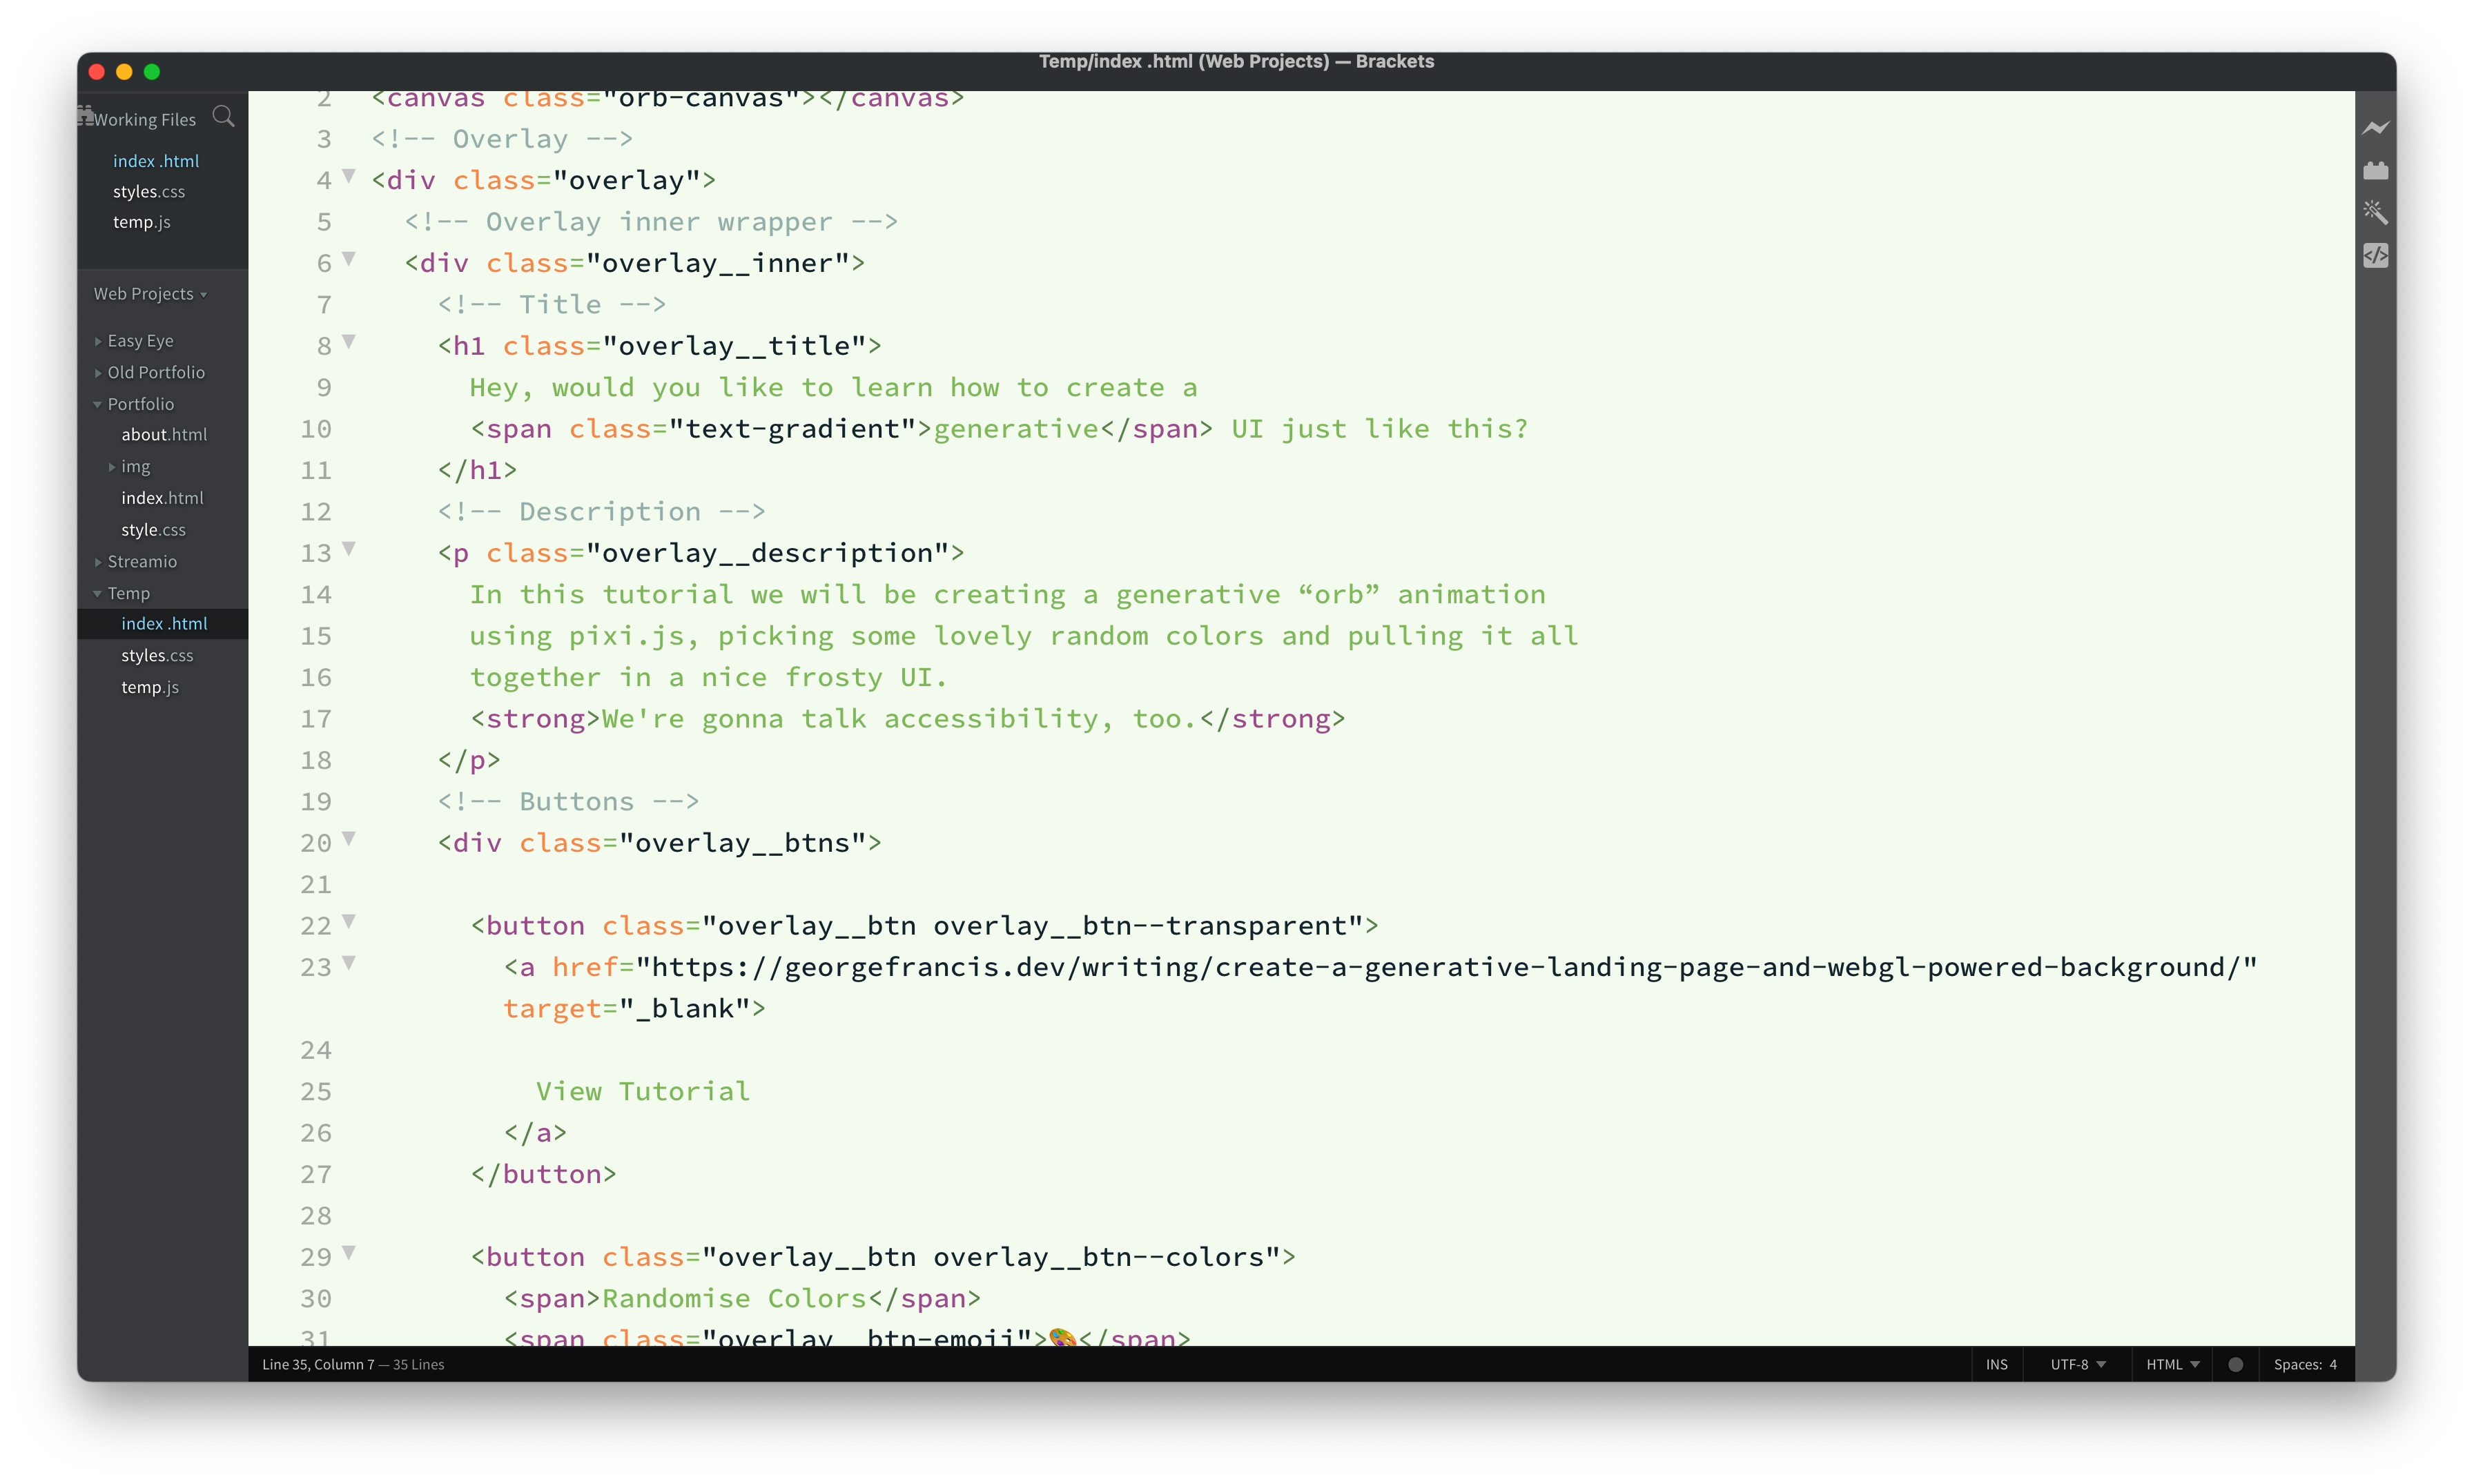 Temp/index .html (Web Projects) — Brackets
Working Files
index .html
styles.css
temp.js
Web Projects
Easy Eye
Old Portfolio
Portfolio
about.html
img
index.html
style.css
Streamio
Temp
index .html
styles.css
temp.js
2 <canvas class="orb-canvas"></canvas>
3 <!-- Overlay -->
4 <div class="overlay">
5 <!-- Overlay inner wrapper -->
6 <div class="overlay__inner">
7 <!-- Title -->
8 <h1 class="overlay__title">
9 Hey, would you like to learn how to create a
10 <span class="text-gradient">generative</span> UI just like this?
11 </h1>
12 <!-- Description -->
13 <p class="overlay__description">
14 In this tutorial we will be creating a generative “orb” animation
15 using pixi.js, picking some lovely random colors and pulling it all
16 together in a nice frosty UI.
17 <strong>We're gonna talk accessibility, too.</strong>
18 </p>
19 <!-- Buttons -->
20 <div class="overlay__btns">
21
22 <button class="overlay__btn overlay__btn--transparent">
23 <a href="https://georgefrancis.dev/writing/create-a-generative-landing-page-and-webgl-powered-background/"
target="_blank">
24
25 View Tutorial
26 </a>
27 </button>
28
29 <button class="overlay__btn overlay__btn--colors">
30 <span>Randomise Colors</span>
31 <span class="overlay__btn-emoji">🎨</span>
Line 35, Column 7 — 35 Lines
INS
UTF-8
HTML
Spaces: 4